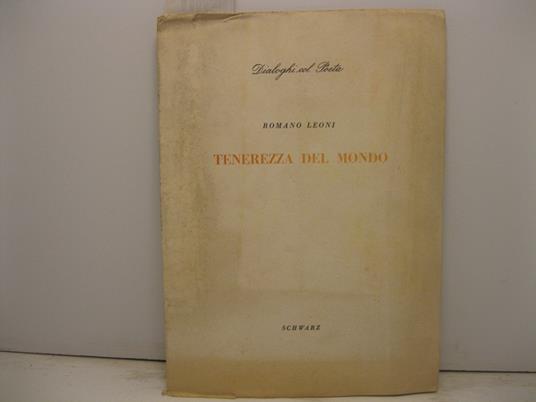 Dialoghi col Poeta
ROMANO LEONI
TENEREZZA DEL MONDO
SCHWARZ